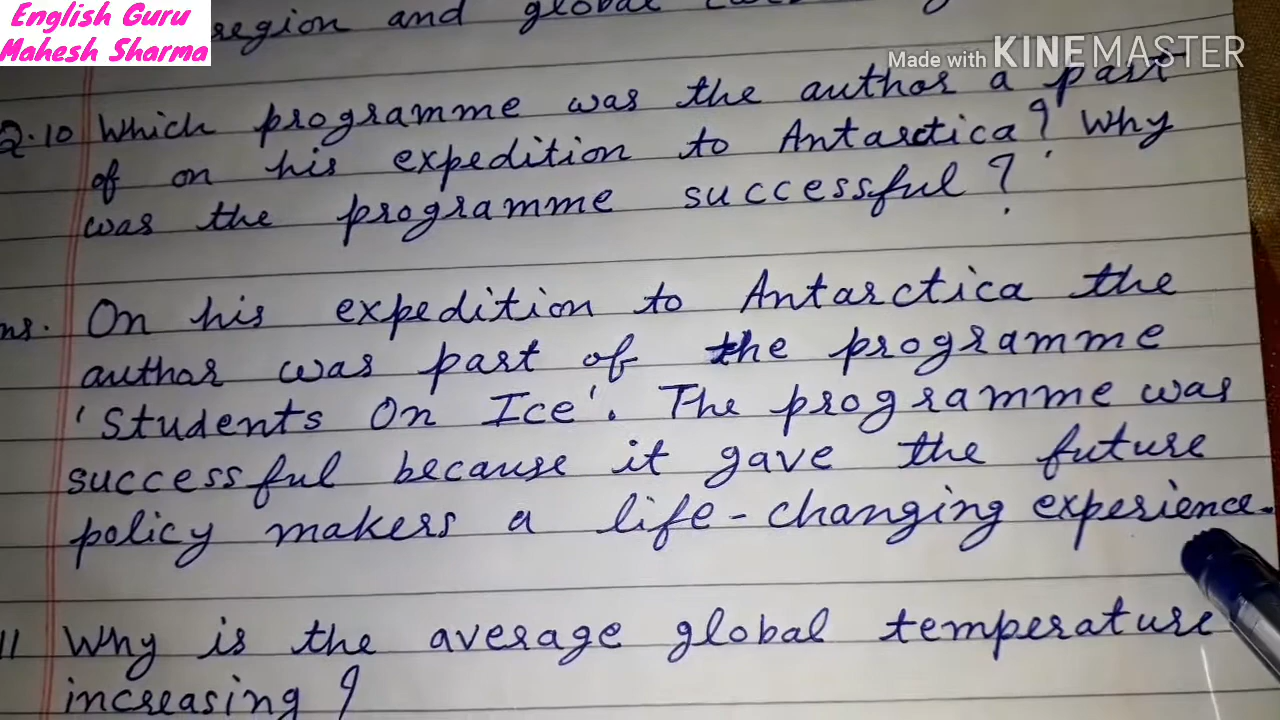 English Guru
Mahesh Sharma
Made with KINEMASTER
region and global
Q.10 Which programme was the author a part
of on his expedition to Antarctica? Why
was the programme successful?
ns. On his expedition to Antarctica the
author was part of the programme
'Students On Ice'. The programme was
successful because it gave the future
policy makers a life-changing experience.
11 Why is the average global temperature
increasing?